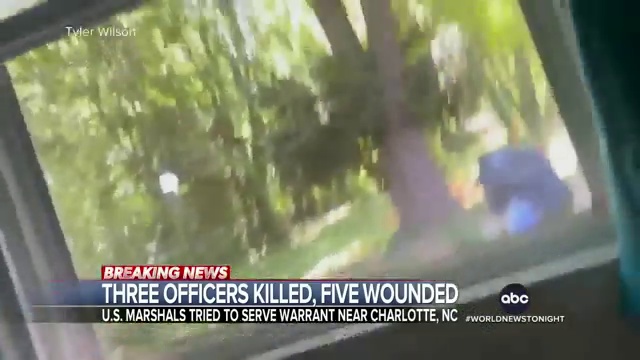 Tyler Wilson
BREAKING NEWS
THREE OFFICERS KILLED, FIVE WOUNDED
abc
U.S. MARSHALS TRIED TO SERVE WARRANT NEAR CHARLOTTE, NC
#WORLDNEWSTONIGHT